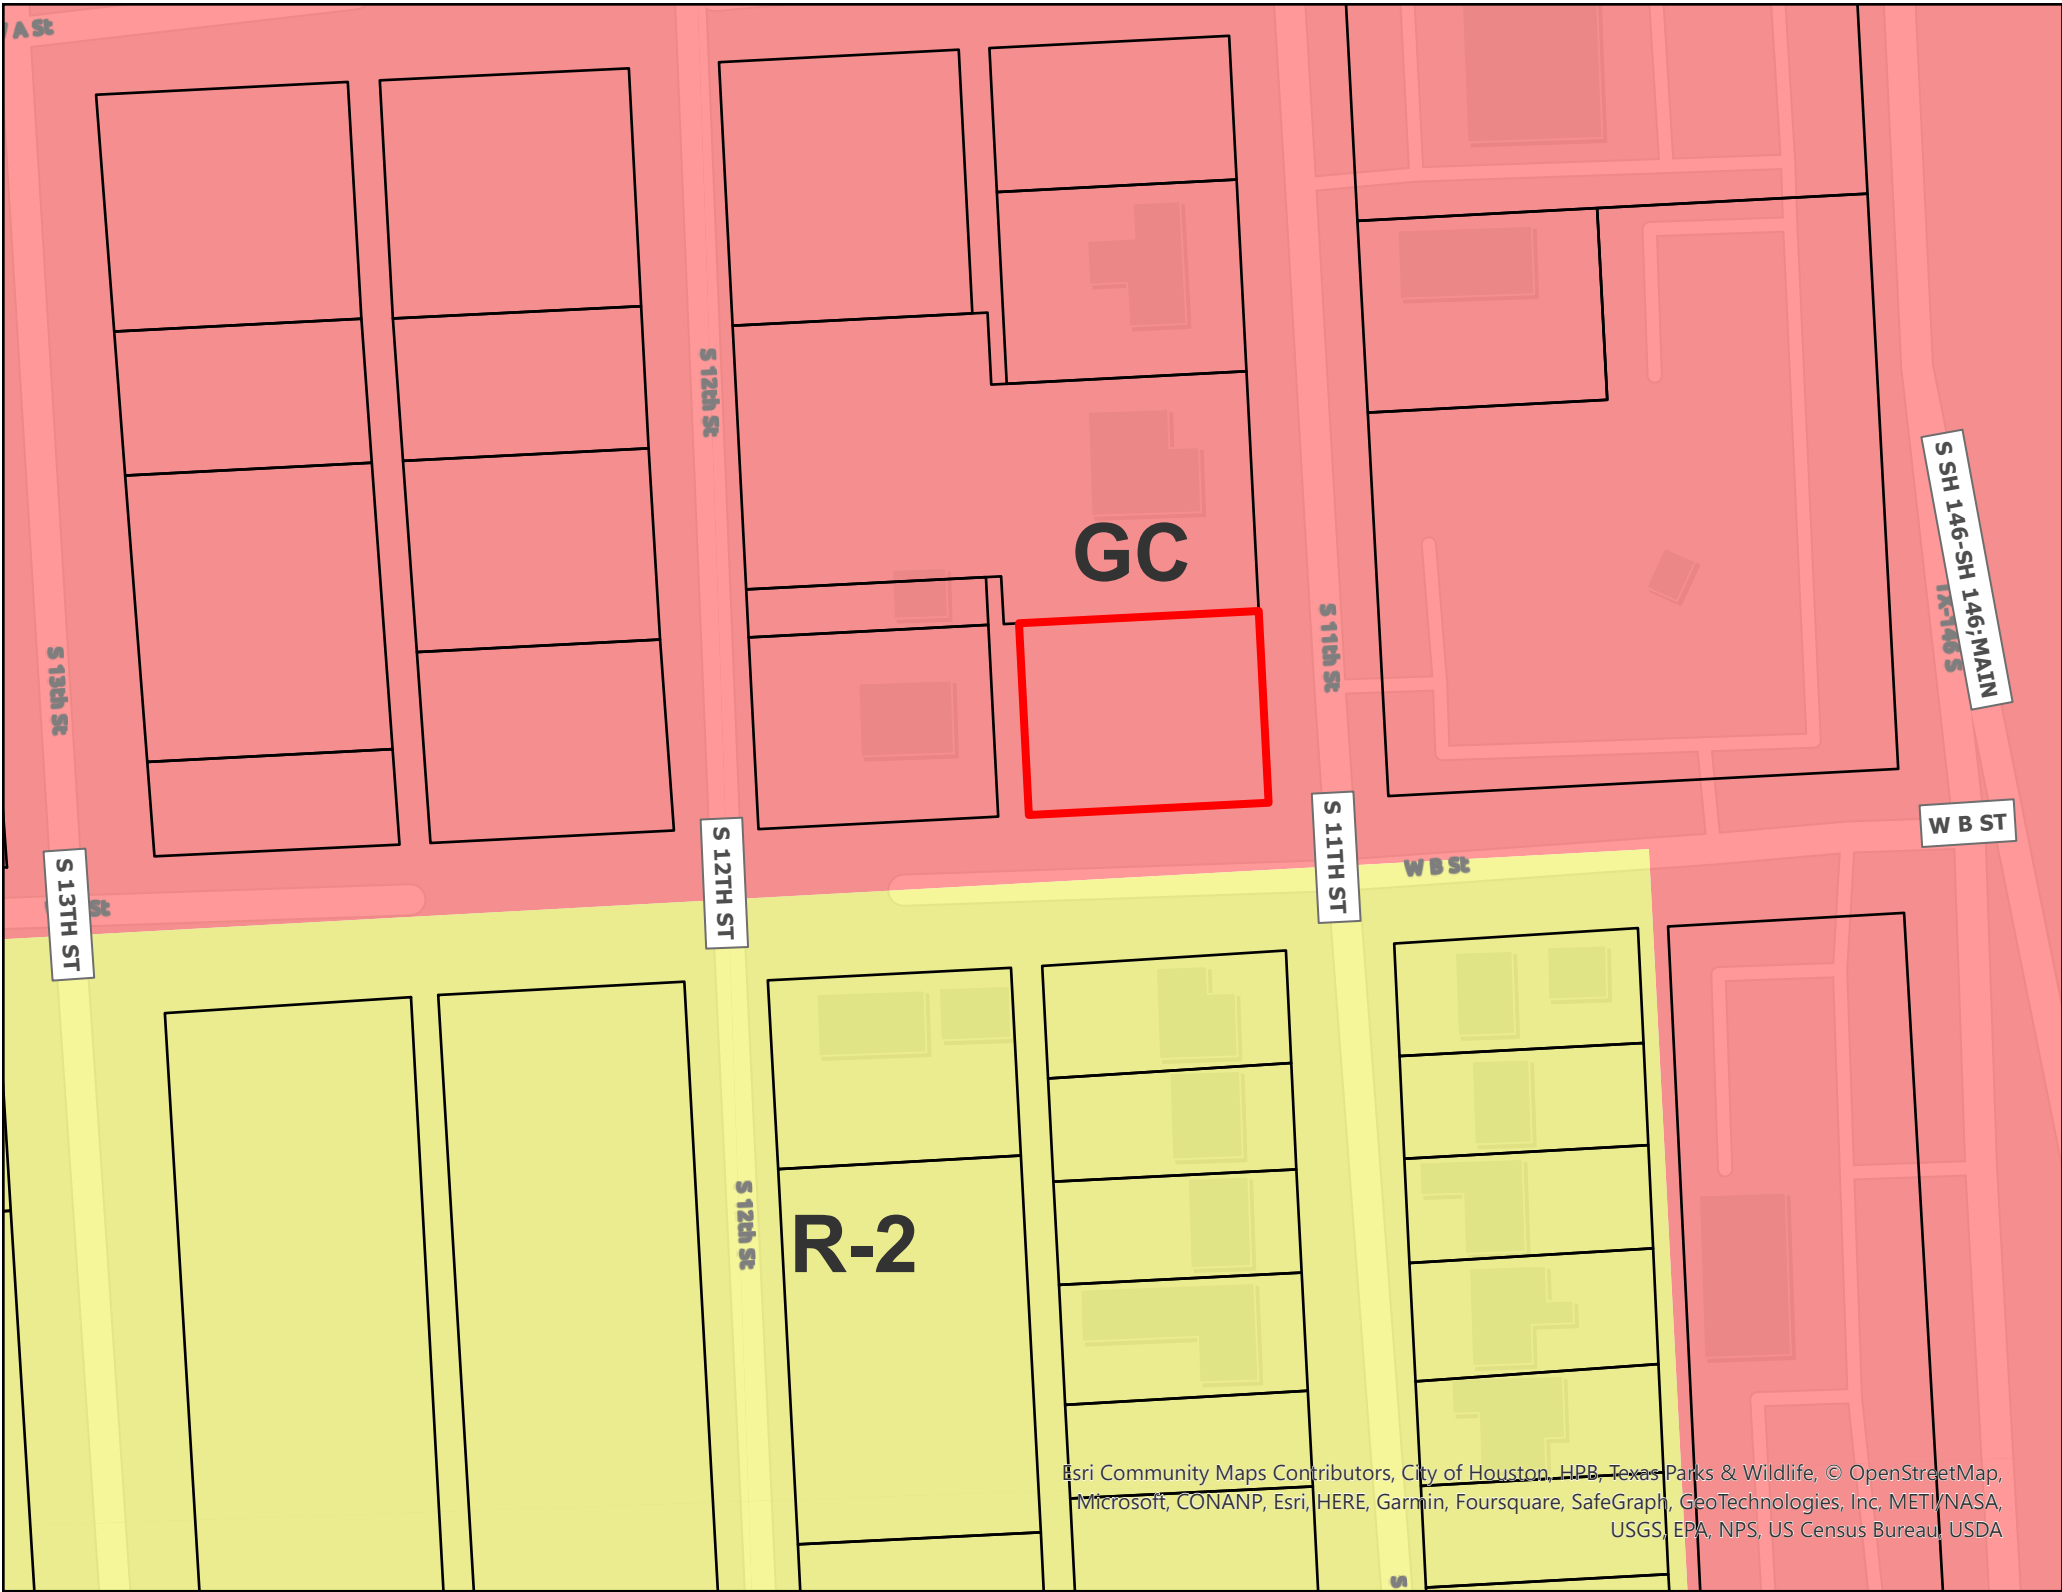 A St
S 12th St
S SH 146-SH 146;MAIN
TX-146 S
GC
S 11th St
S 13th St
S 11TH ST
W B ST
S 12TH ST
S 13TH ST
St
W B St
S 12th St
R-2
Esri Community Maps Contributors, City of Houston, HPB, Texas Parks & Wildlife, © OpenStreetMap,
Microsoft, CONANP, Esri, HERE, Garmin, Foursquare, SafeGraph, GeoTechnologies, Inc, METI/NASA,
USGS, EPA, NPS, US Census Bureau, USDA
S